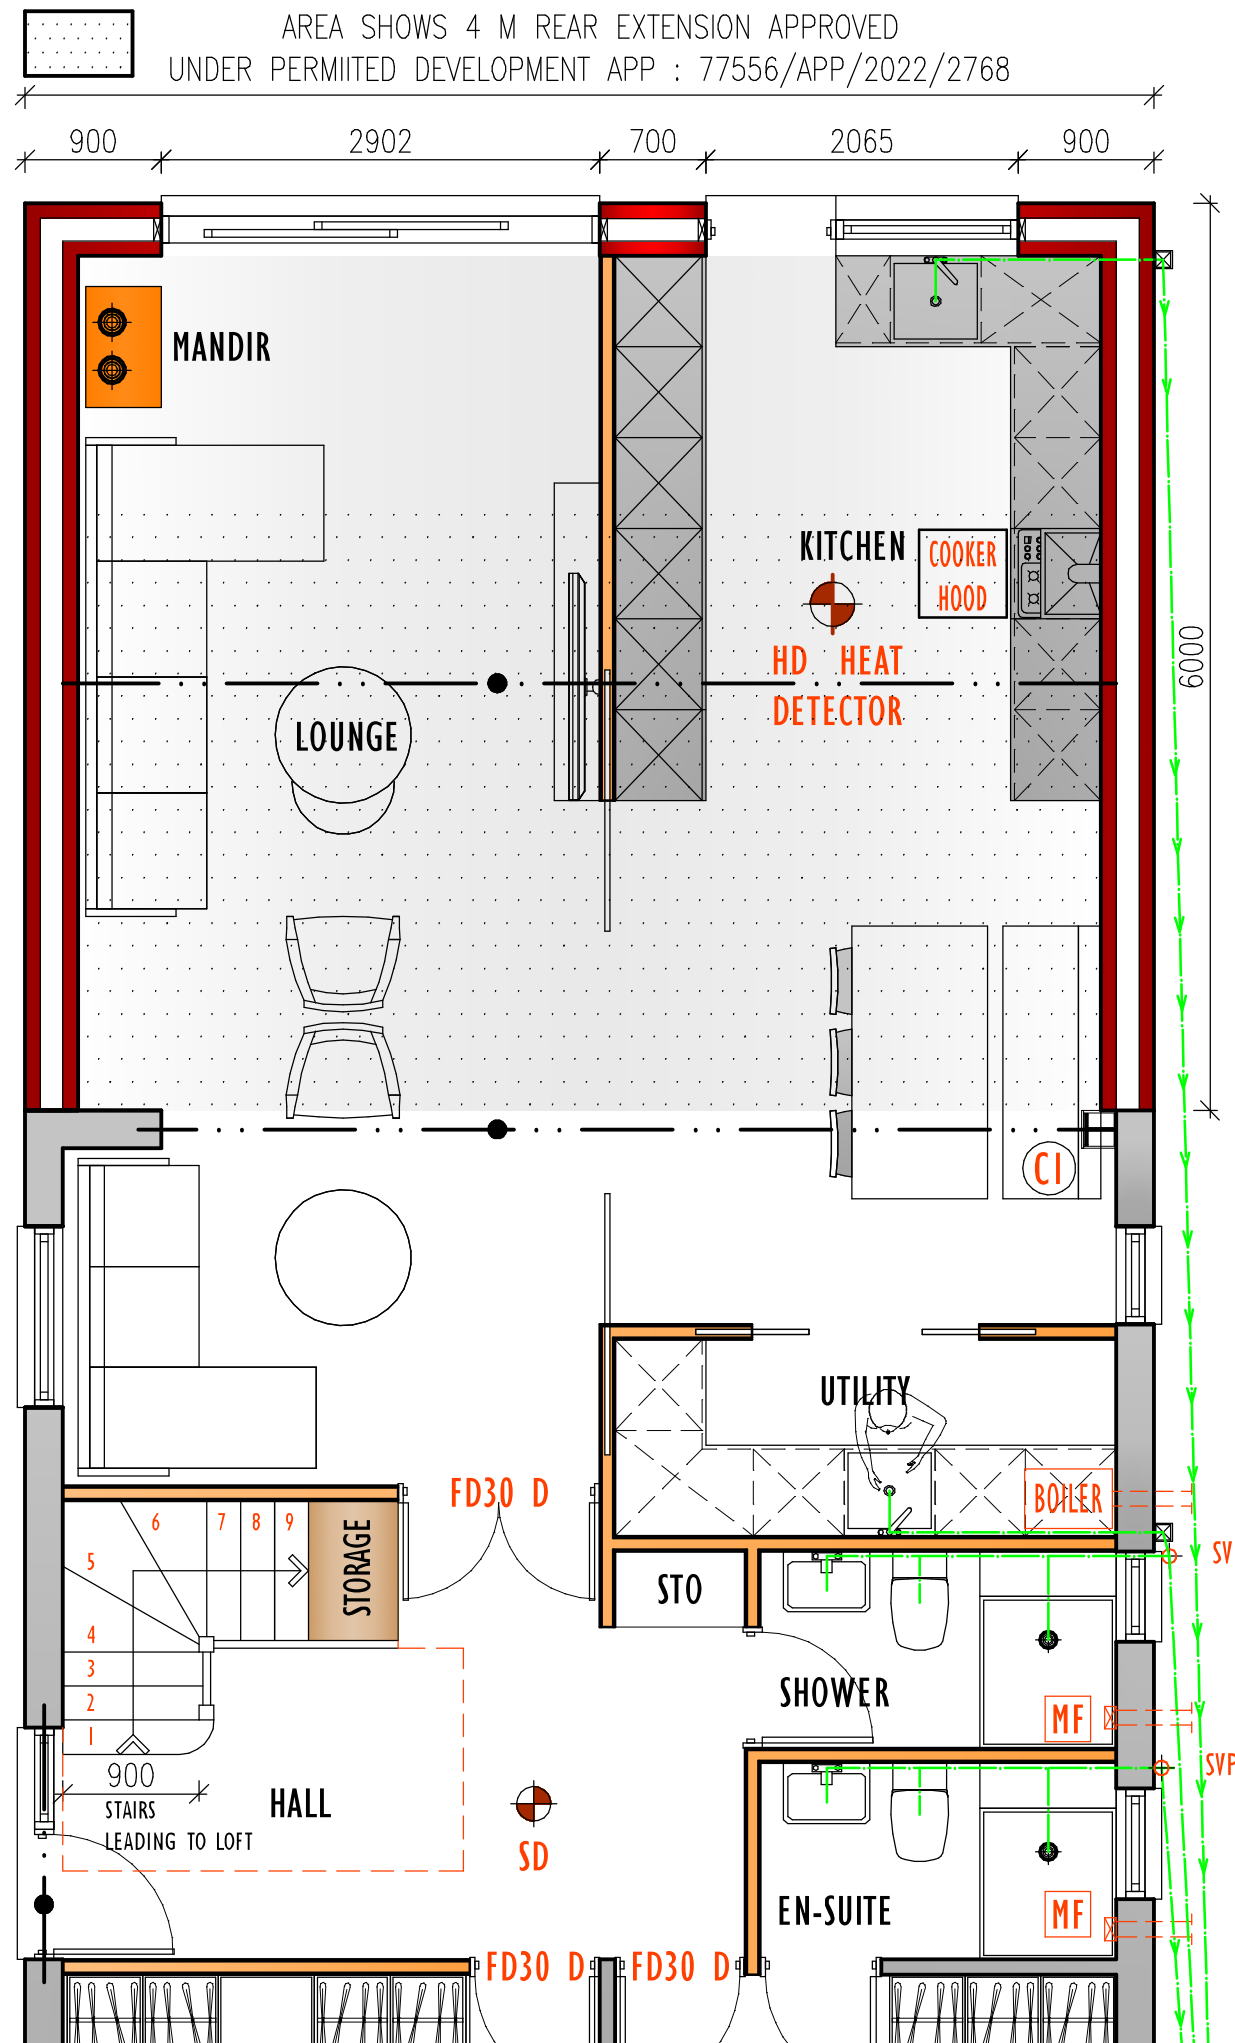 AREA SHOWS 4 M REAR EXTENSION APPROVED
UNDER PERMIITED DEVELOPMENT APP : 77556/APP/2022/2768
900
2902
700
2065
900
MANDIR
KITCHEN
COOKER
HOOD
HD HEAT
DETECTOR
6000
LOUNGE
CI
UTILITY
BOILER
FD30 D
STORAGE
6
7
8
9
5
4
3
2
1
STO
SV
SHOWER
MF
SVP
900
STAIRS
LEADING TO LOFT
HALL
SD
EN-SUITE
MF
FD30 D
FD30 D